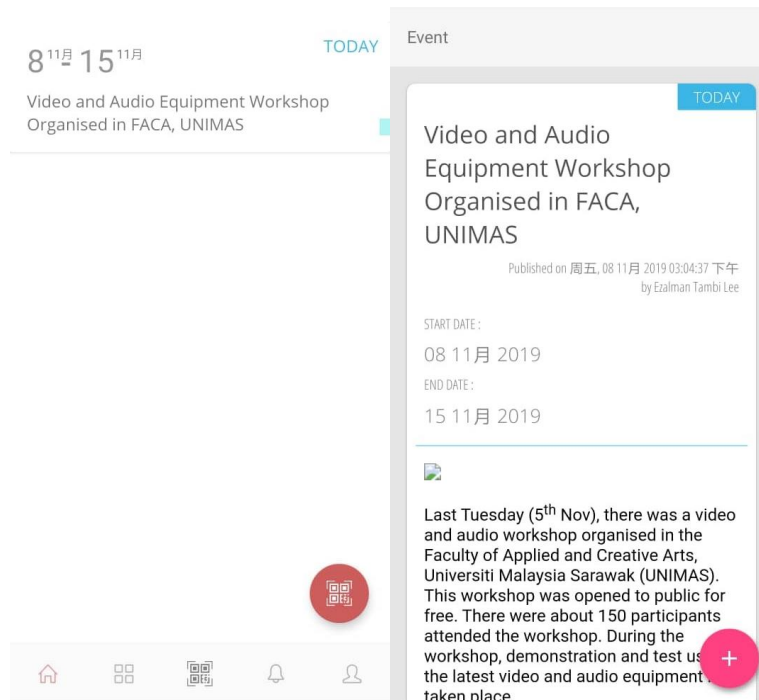 8 11月 - 15 11月
TODAY
Video and Audio Equipment Workshop
Organised in FACA, UNIMAS
Event
TODAY
Video and Audio
Equipment Workshop
Organised in FACA,
UNIMAS
Published on 周五, 08 11月 2019 03:04:37 下午
by Ezalman Tambi Lee
START DATE :
08 11月 2019
END DATE :
15 11月 2019
Last Tuesday (5th Nov), there was a video
and audio workshop organised in the
Faculty of Applied and Creative Arts,
Universiti Malaysia Sarawak (UNIMAS).
This workshop was opened to public for
free. There were about 150 participants
attended the workshop. During the
workshop, demonstration and test
the latest video and audio equipment
taken place